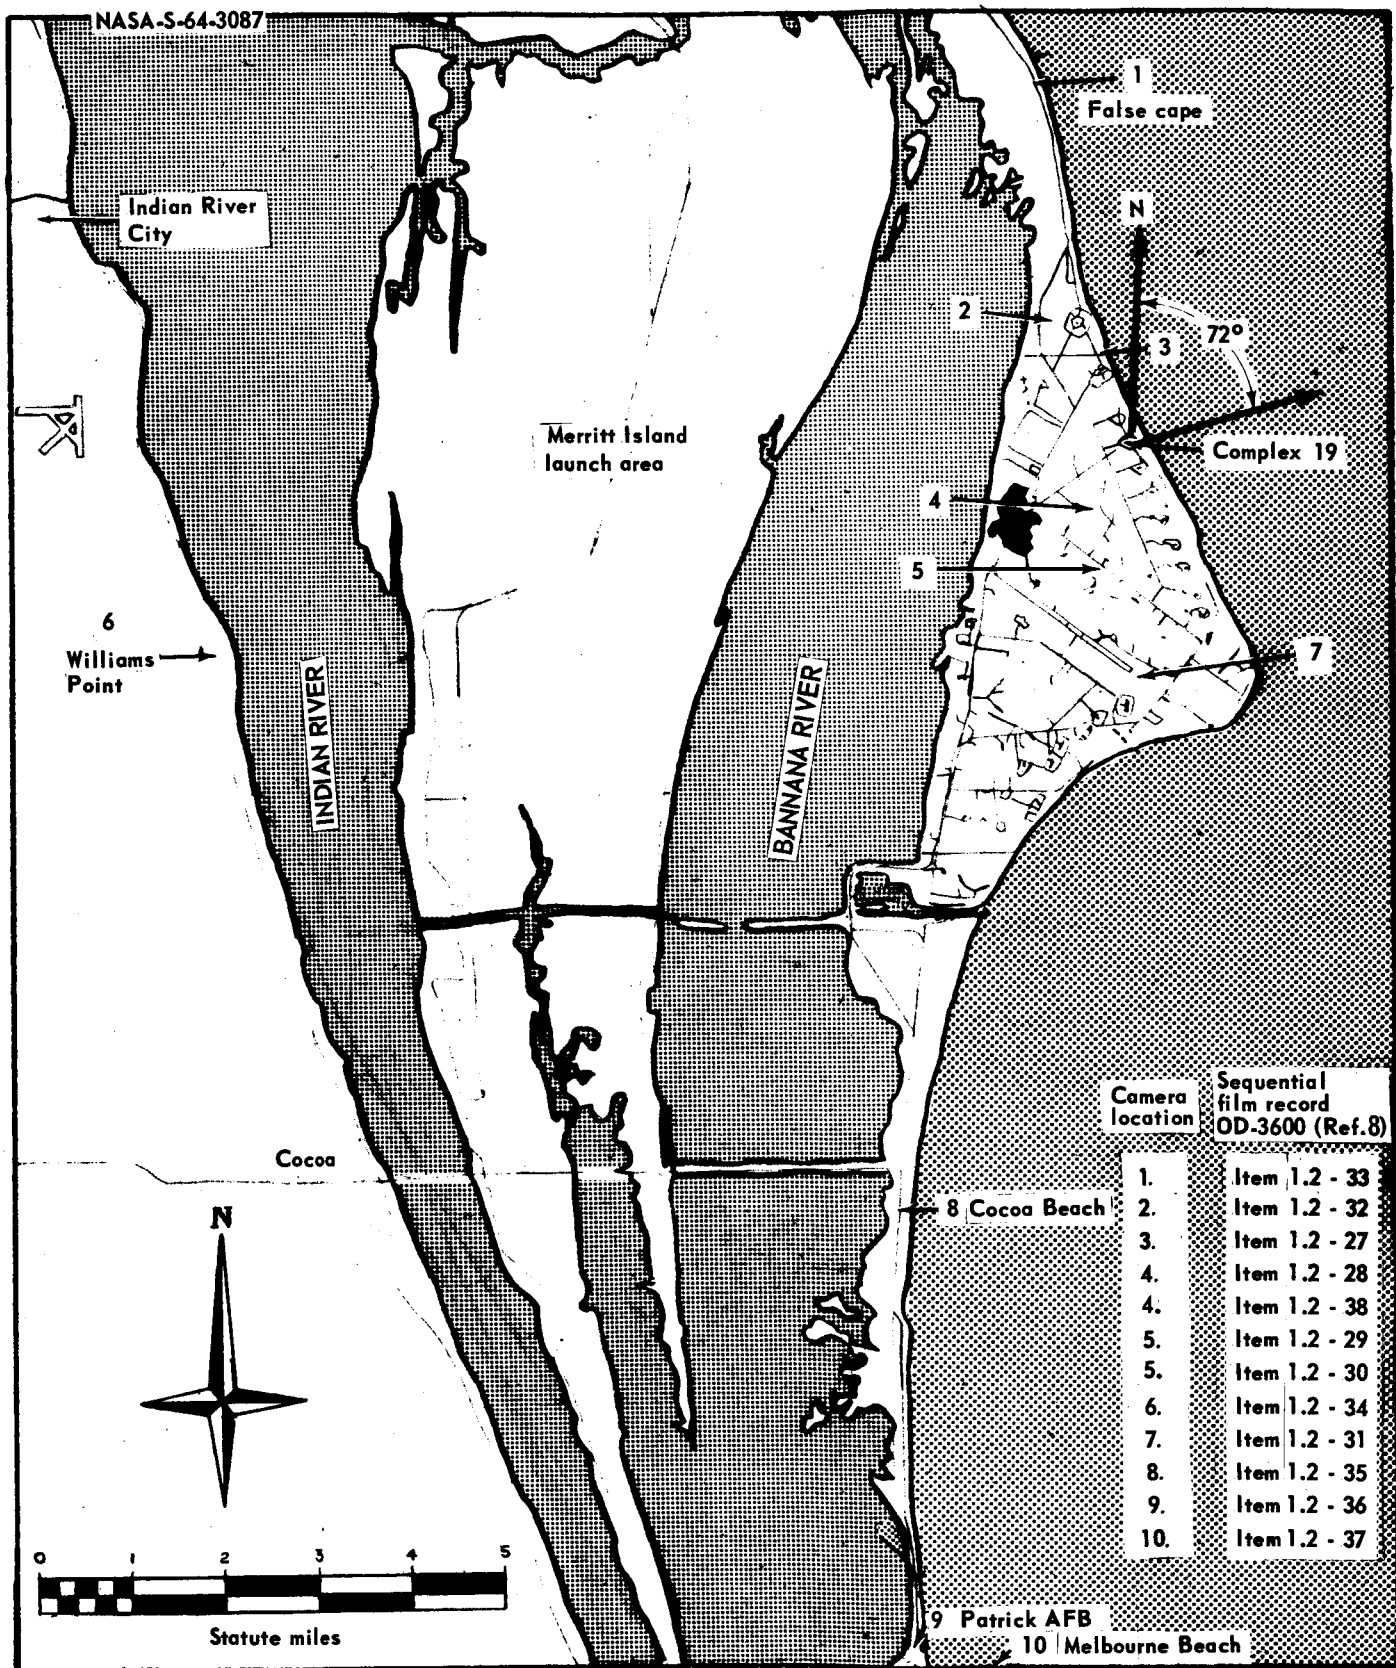 NASA-S-64-3087
1
False cape
Indian River
City
N
2
72°
3
Merritt Island
launch area
Complex 19
4
5
6
Williams
Point
7
INDIAN RIVER
BANNANA RIVER
Camera
location
Sequential
film record
OD-3600 (Ref.8)
Cocoa
1. Item 1.2 - 33
8 Cocoa Beach
2. Item 1.2 - 32
N
3. Item 1.2 - 27
4. Item 1.2 - 28
4. Item 1.2 - 38
5. Item 1.2 - 29
5. Item 1.2 - 30
6. Item 1.2 - 34
7. Item 1.2 - 31
8. Item 1.2 - 35
9. Item 1.2 - 36
10. Item 1.2 - 37
0 1 2 3 4 5
Statute miles
9 Patrick AFB
10 Melbourne Beach